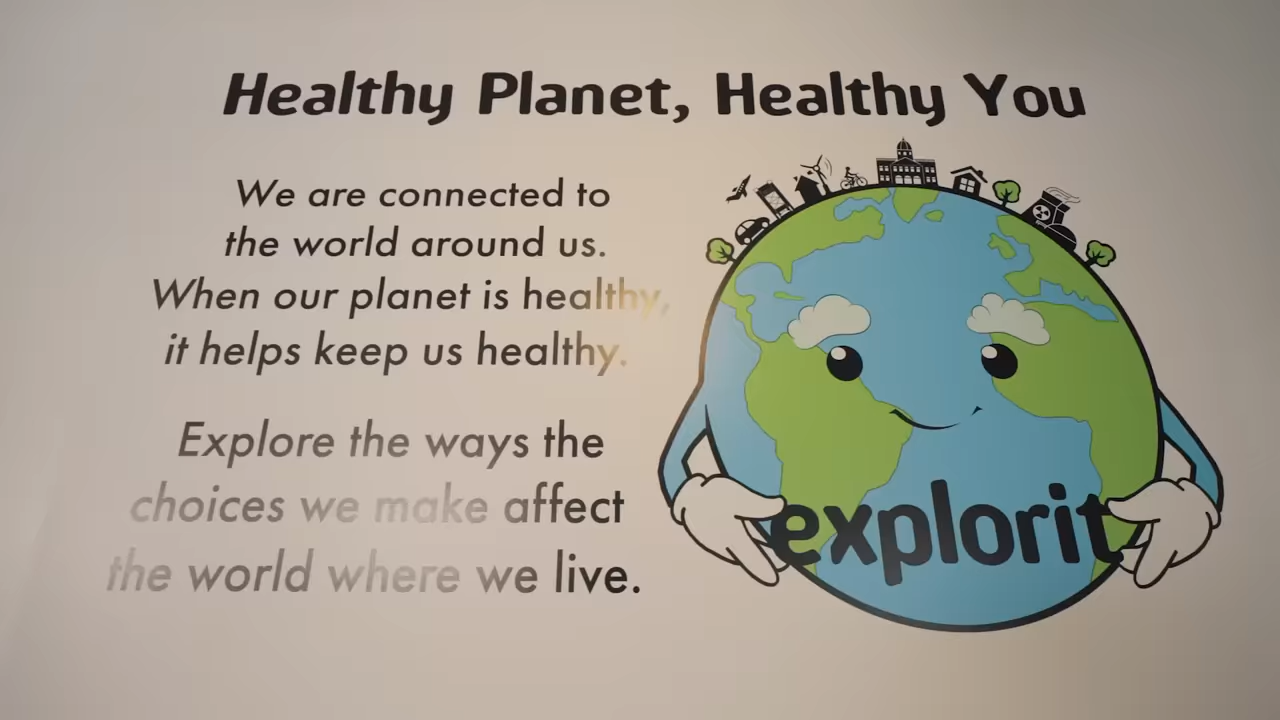 Healthy Planet, Healthy You
We are connected to
the world around us.
When our planet is healthy,
it helps keep us healthy.
Explore the ways the
choices we make affect
the world where we live.
explorit